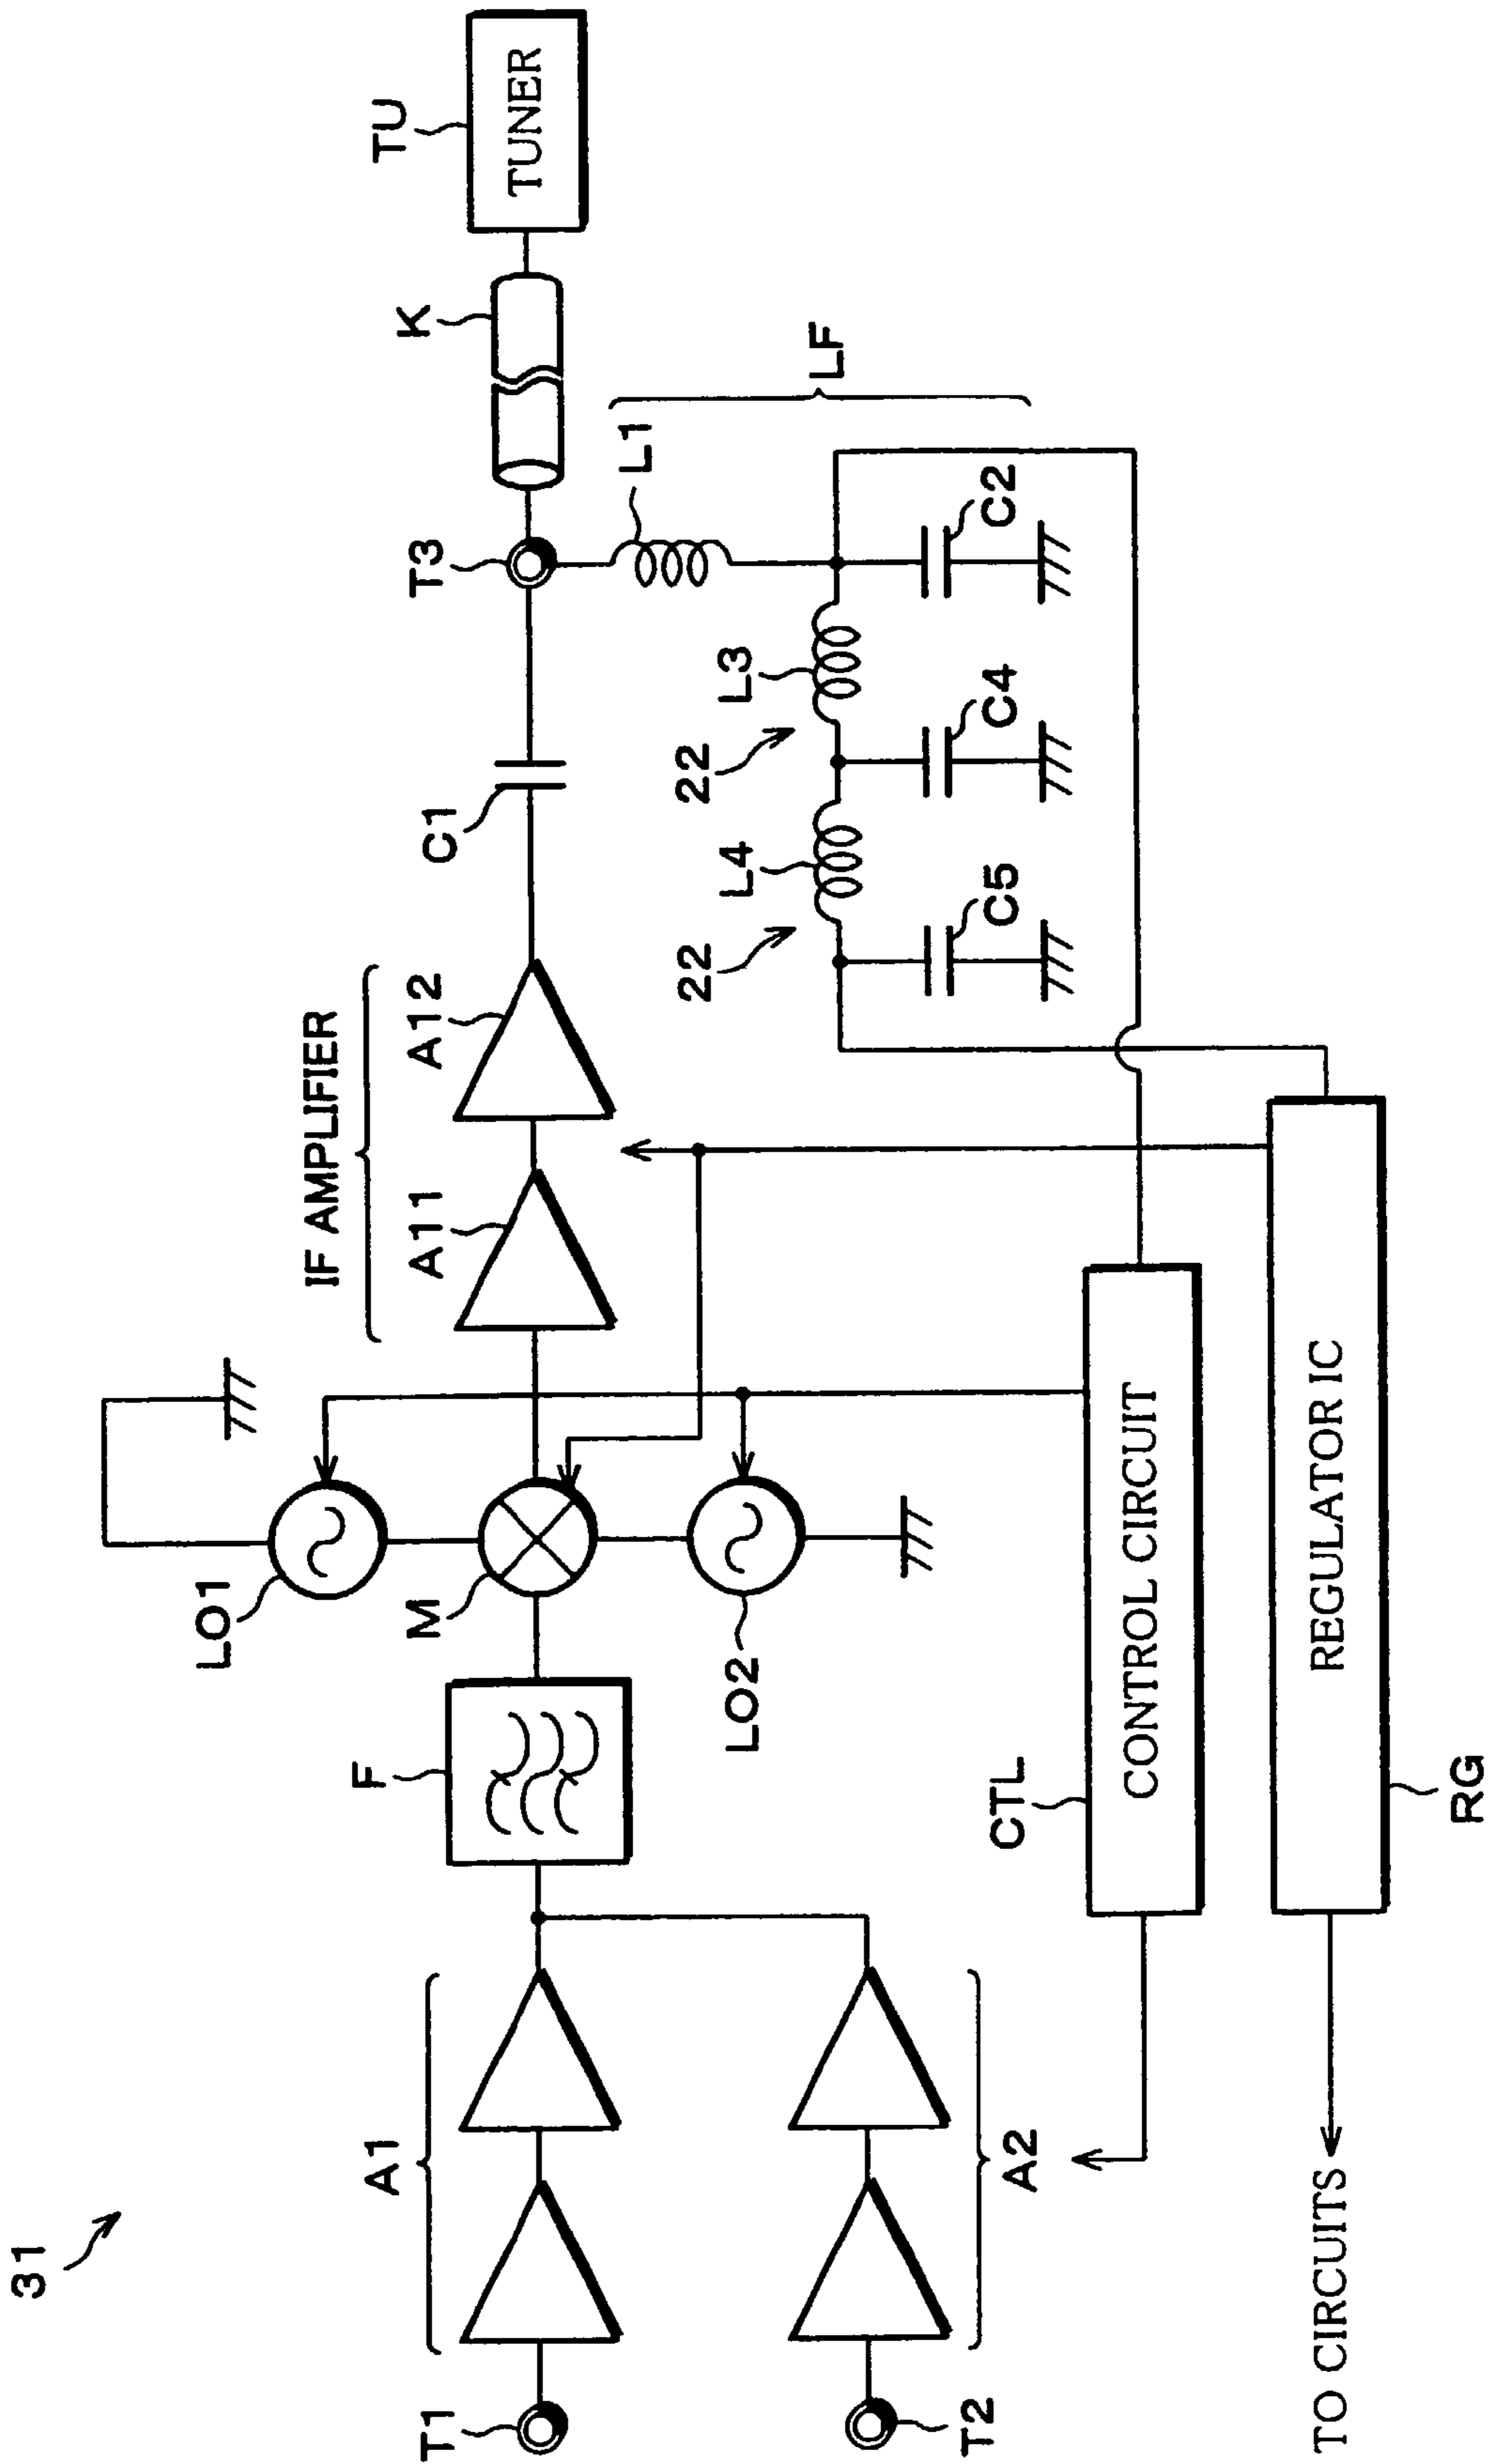 31
T1
A1
T2
A2
F
LO1
M
LO2
IF AMPLIFIER
A11
A12
C1
T3
K
TU
TUNER
L1
LF
22
L4
22
L3
C5
C4
C2
CTL
CONTROL CIRCUIT
REGULATOR IC
RG
TO CIRCUITS